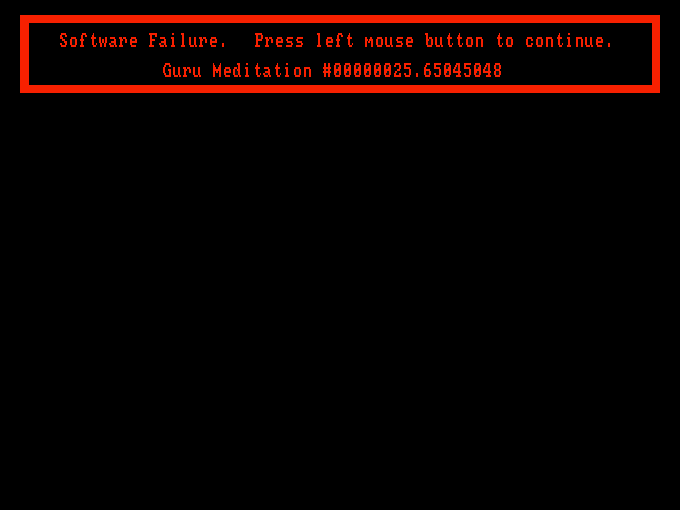 Software Failure.   Press left mouse button to continue.
Guru Meditation #00000025.65045048